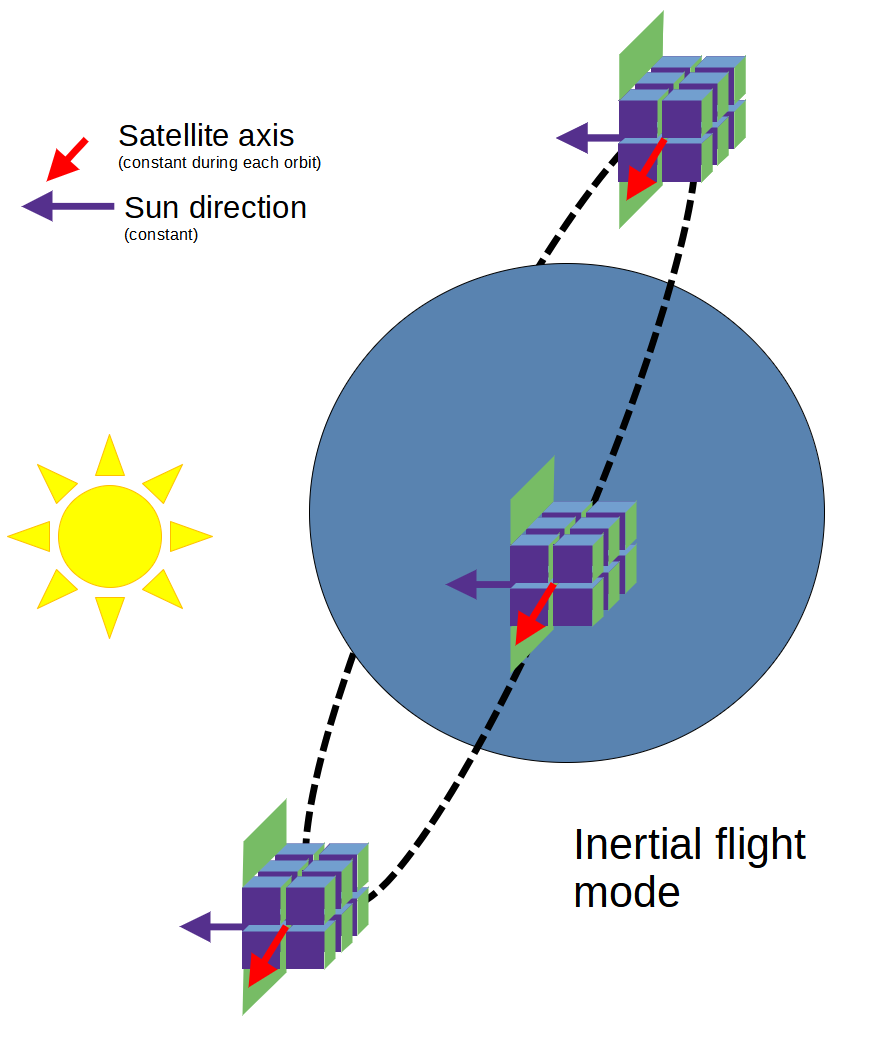 Satellite axis
(constant during each orbit)
Sun direction
(constant)
Inertial flight
mode